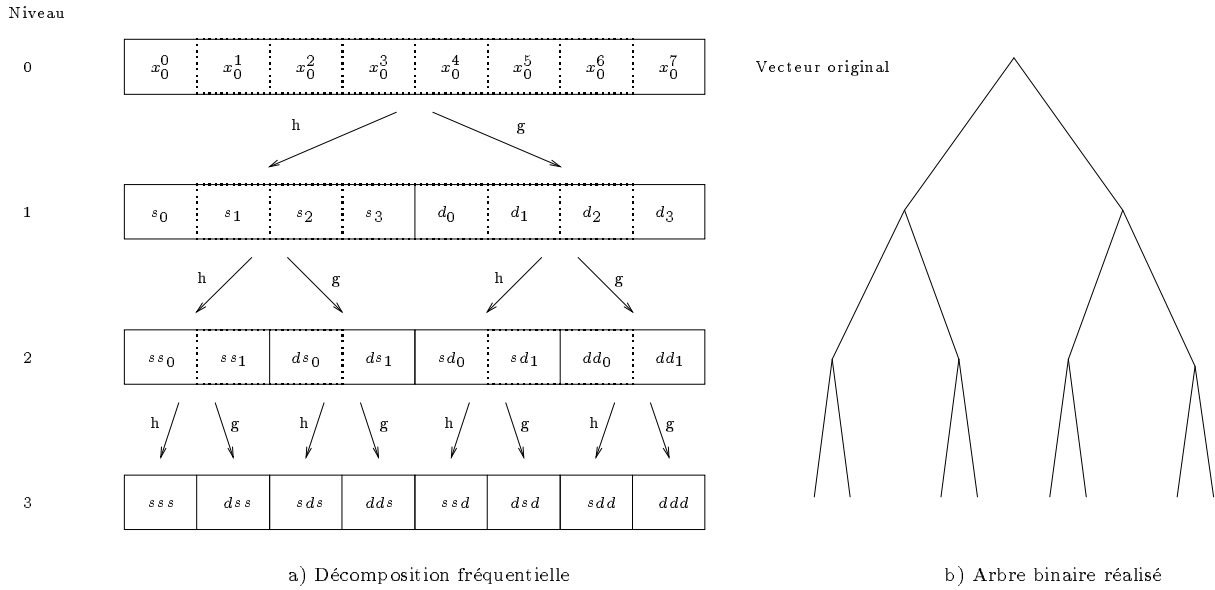 Niveau
0 x_0^0 x_0^1 x_0^2 x_0^3 x_0^4 x_0^5 x_0^6 x_0^7 Vecteur original
h g
1 s_0 s_1 s_2 s_3 d_0 d_1 d_2 d_3
h g h g
2 ss_0 ss_1 ds_0 ds_1 sd_0 sd_1 dd_0 dd_1
h g h g h g h g
3 sss dss sds dds ssd dsd sdd ddd
a) Décomposition fréquentielle b) Arbre binaire réalisé